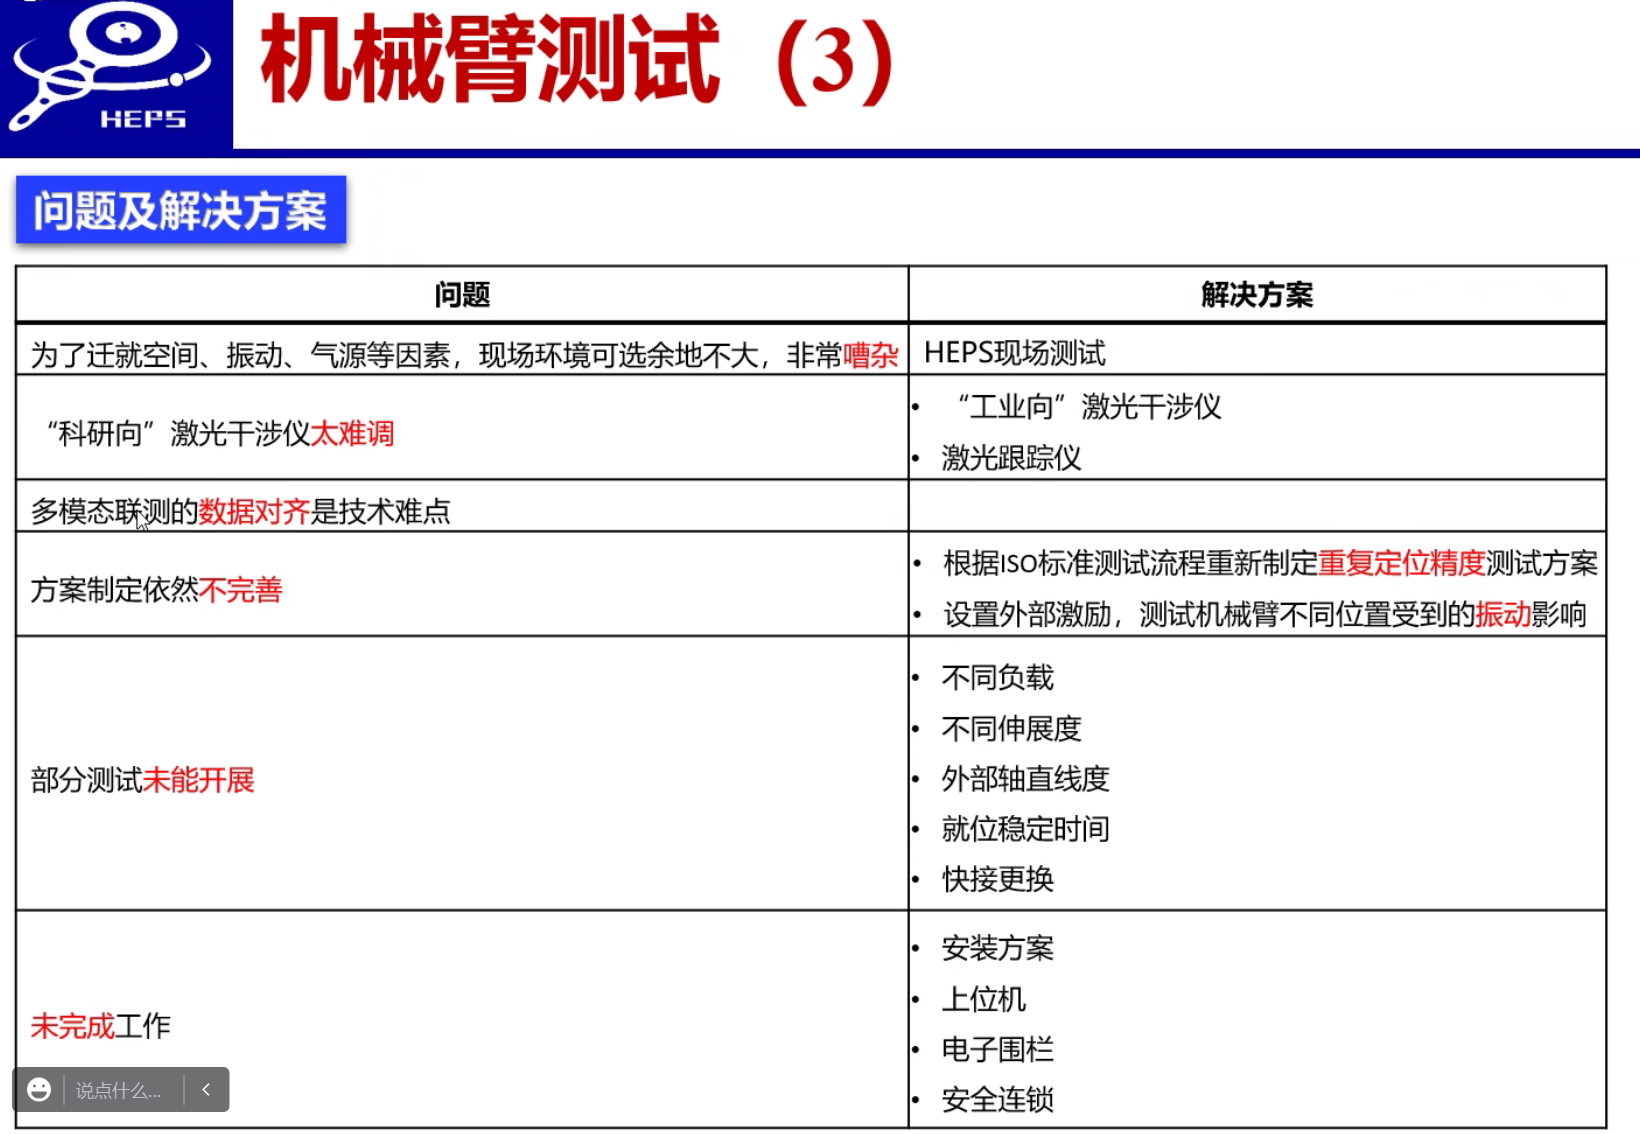 HEPS
机械臂测试（3）
问题及解决方案
问题
解决方案
为了迁就空间、振动、气源等因素，现场环境可选余地不大，非常嘈杂
HEPS现场测试
“科研向”激光干涉仪太难调
• “工业向”激光干涉仪
• 激光跟踪仪
多模态联测的数据对齐是技术难点
方案制定依然不完善
• 根据ISO标准测试流程重新制定重复定位精度测试方案
• 设置外部激励，测试机械臂不同位置受到的振动影响
部分测试未能开展
• 不同负载
• 不同伸展度
• 外部轴直线度
• 就位稳定时间
• 快接更换
未完成工作
• 安装方案
• 上位机
• 电子围栏
• 安全连锁
说点什么...